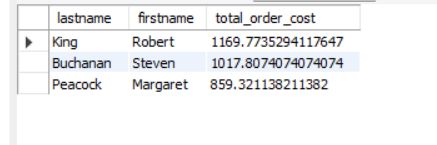 lastname firstname total_order_cost
King Robert 1169.7735294117647
Buchanan Steven 1017.8074074074074
Peacock Margaret 859.321138211382